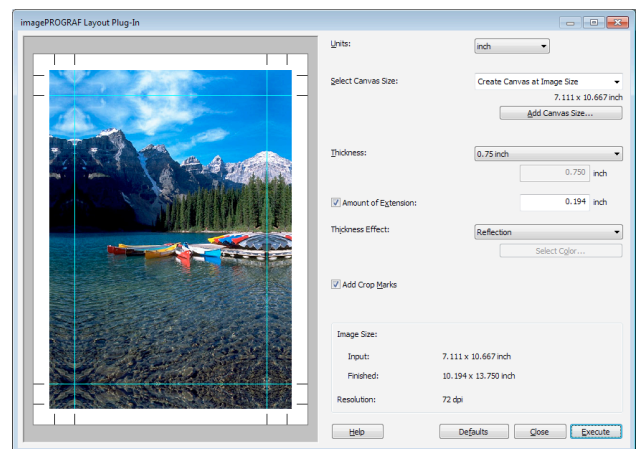 imagePROGRAF Layout Plug-In
Units: inch
Select Canvas Size: Create Canvas at Image Size
7.111 x 10.667 inch
Add Canvas Size...
Thickness: 0.75 inch
0.750 inch
Amount of Extension: 0.194 inch
Thickness Effect: Reflection
Select Color...
Add Crop Marks
Image Size:
Input: 7.111 x 10.667 inch
Finished: 10.194 x 13.750 inch
Resolution: 72 dpi
Help Defaults Close Execute